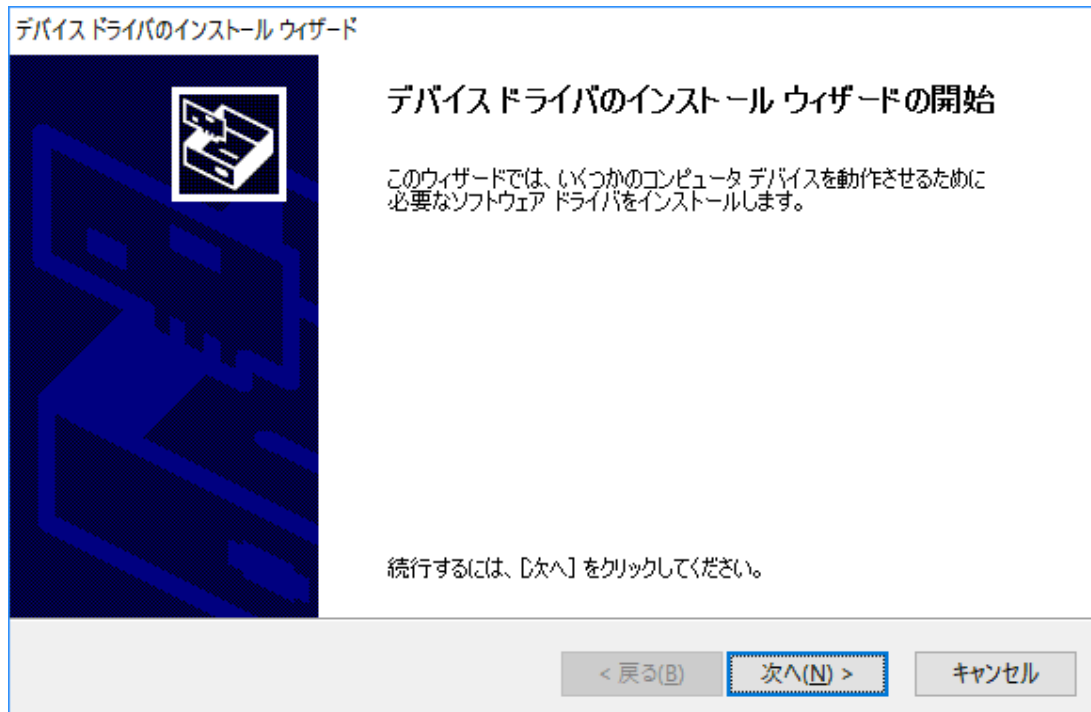 デバイス ドライバのインストール ウィザード
デバイス ドライバのインストール ウィザードの開始
このウィザードでは、いくつかのコンピュータ デバイスを動作させるために
必要なソフトウェア ドライバをインストールします。
続行するには、[次へ] をクリックしてください。
< 戻る(B)
次へ(N) >
キャンセル